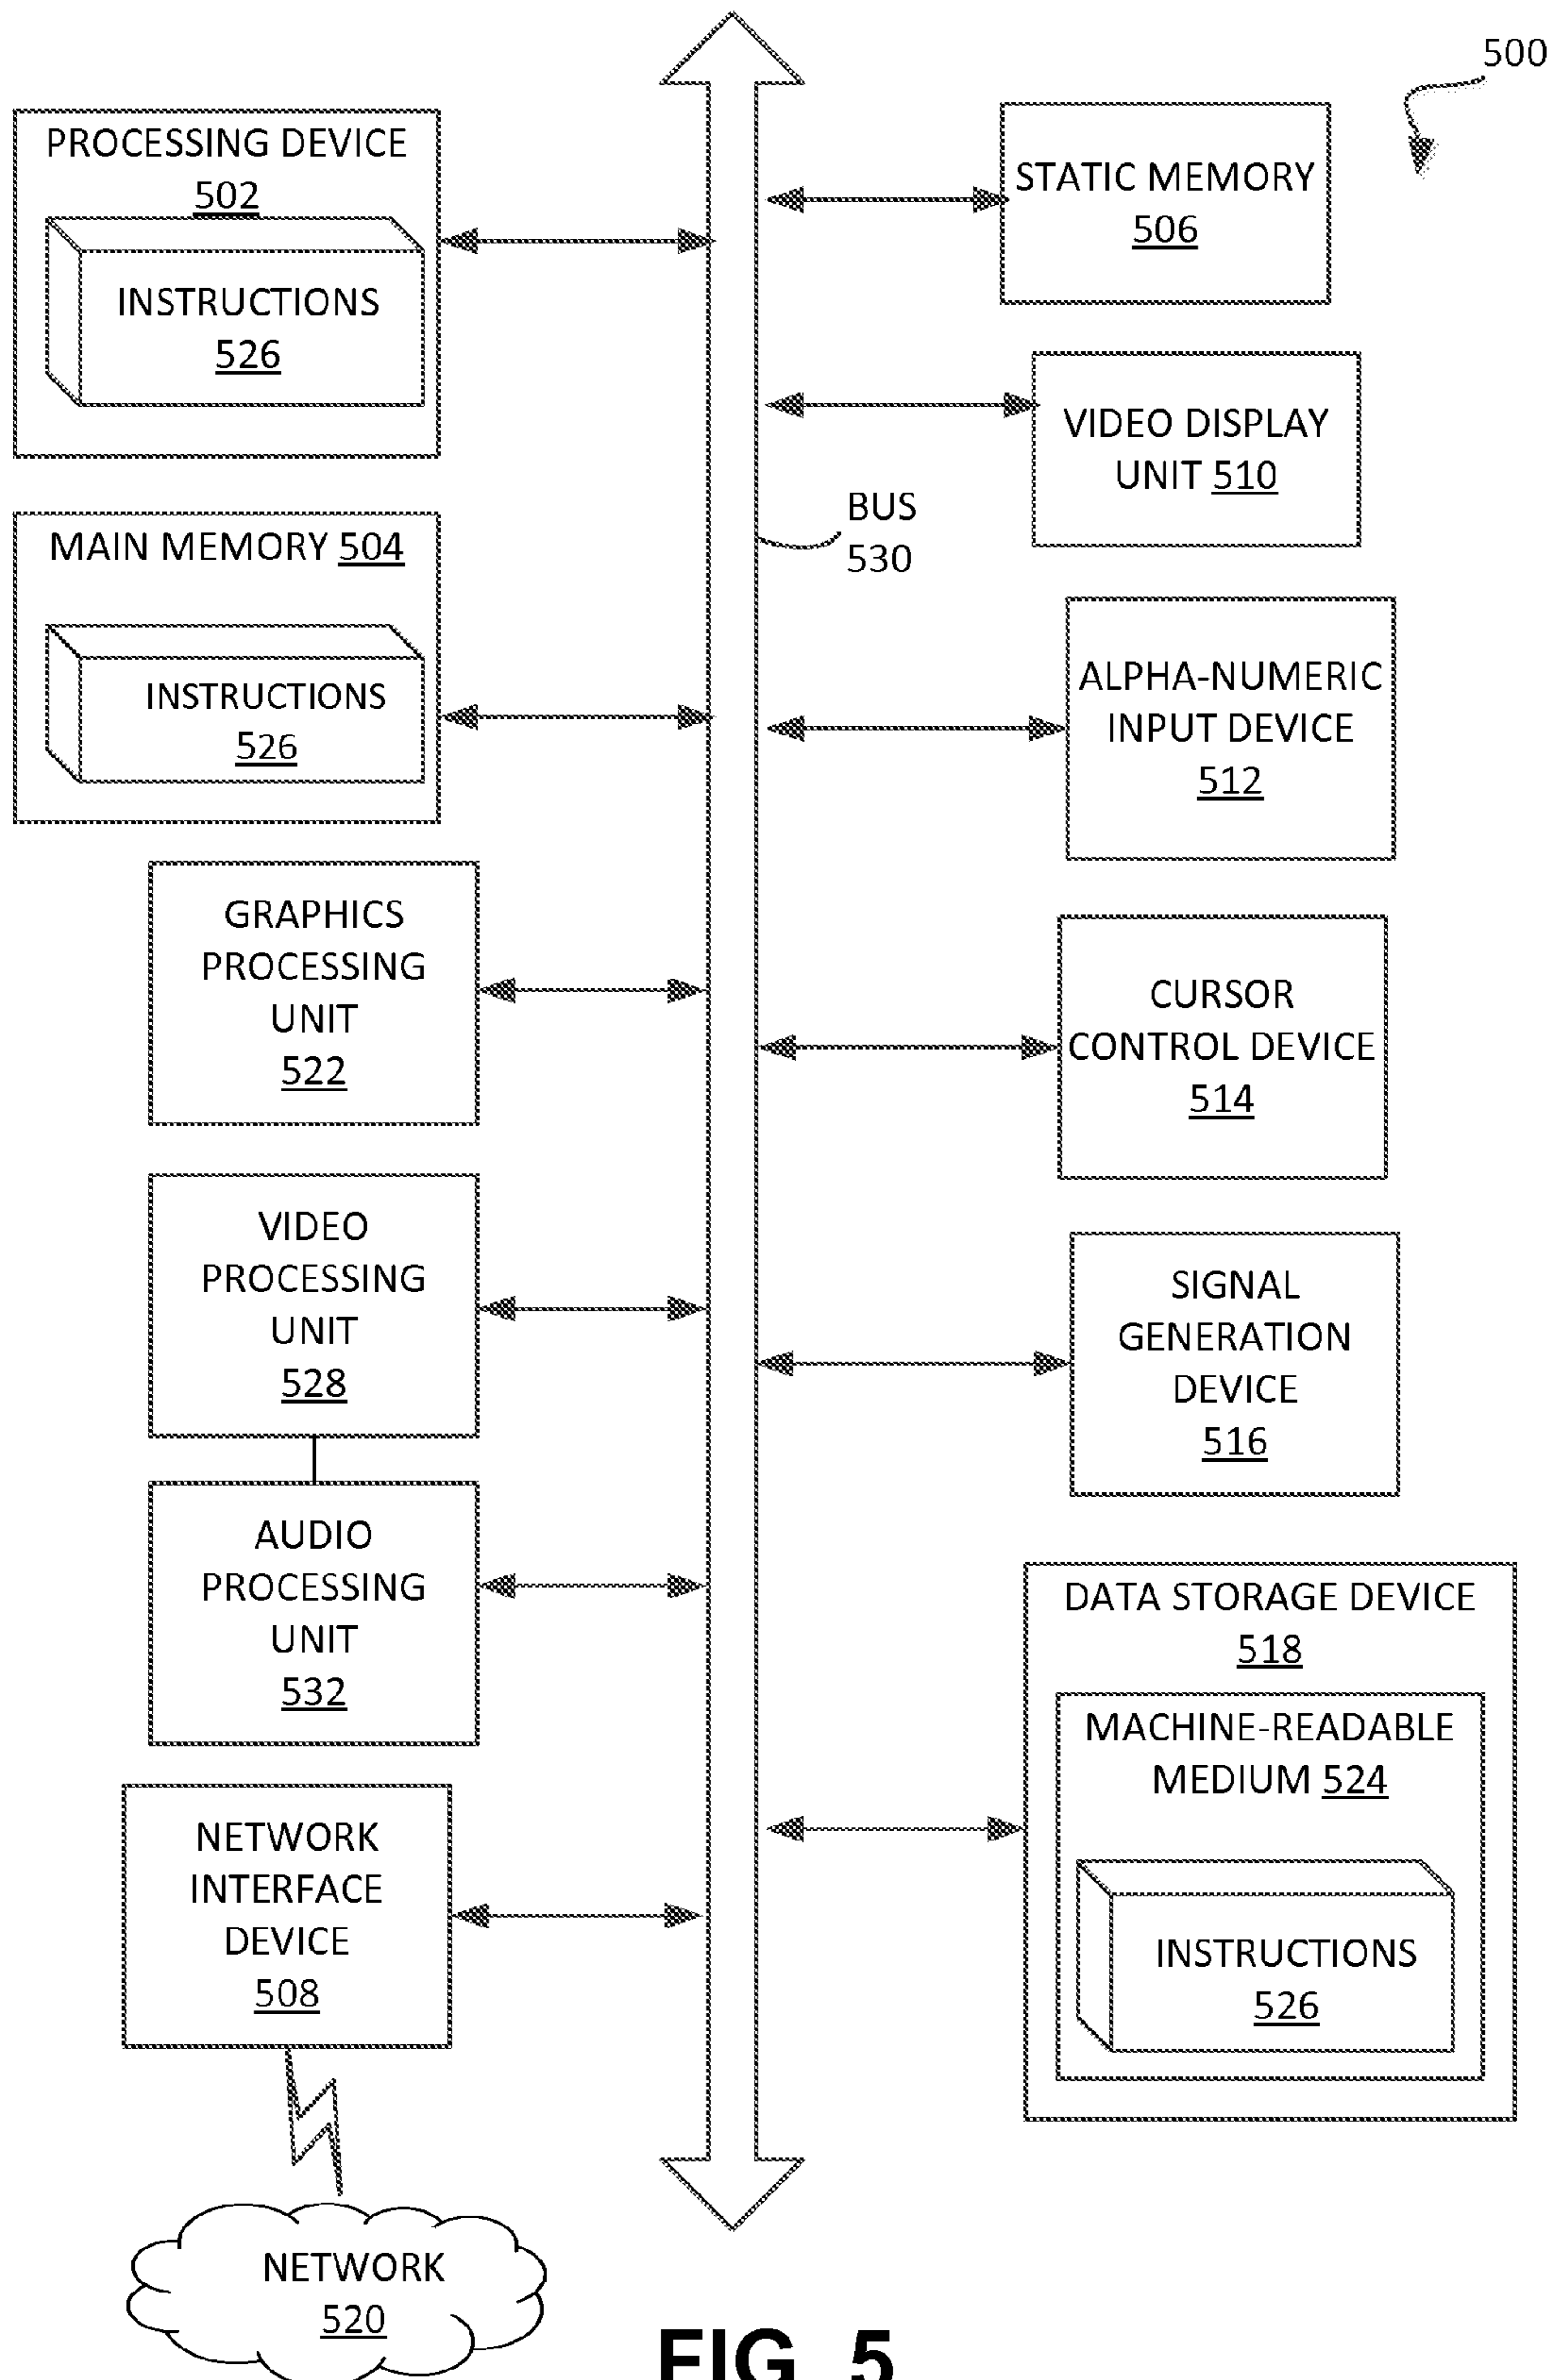 500
PROCESSING DEVICE
502
INSTRUCTIONS
526
MAIN MEMORY 504
INSTRUCTIONS
526
GRAPHICS
PROCESSING
UNIT
522
VIDEO
PROCESSING
UNIT
528
AUDIO
PROCESSING
UNIT
532
NETWORK
INTERFACE
DEVICE
508
NETWORK
520
BUS
530
STATIC MEMORY
506
VIDEO DISPLAY
UNIT 510
ALPHA-NUMERIC
INPUT DEVICE
512
CURSOR
CONTROL DEVICE
514
SIGNAL
GENERATION
DEVICE
516
DATA STORAGE DEVICE
518
MACHINE-READABLE
MEDIUM 524
INSTRUCTIONS
526
FIG. 5